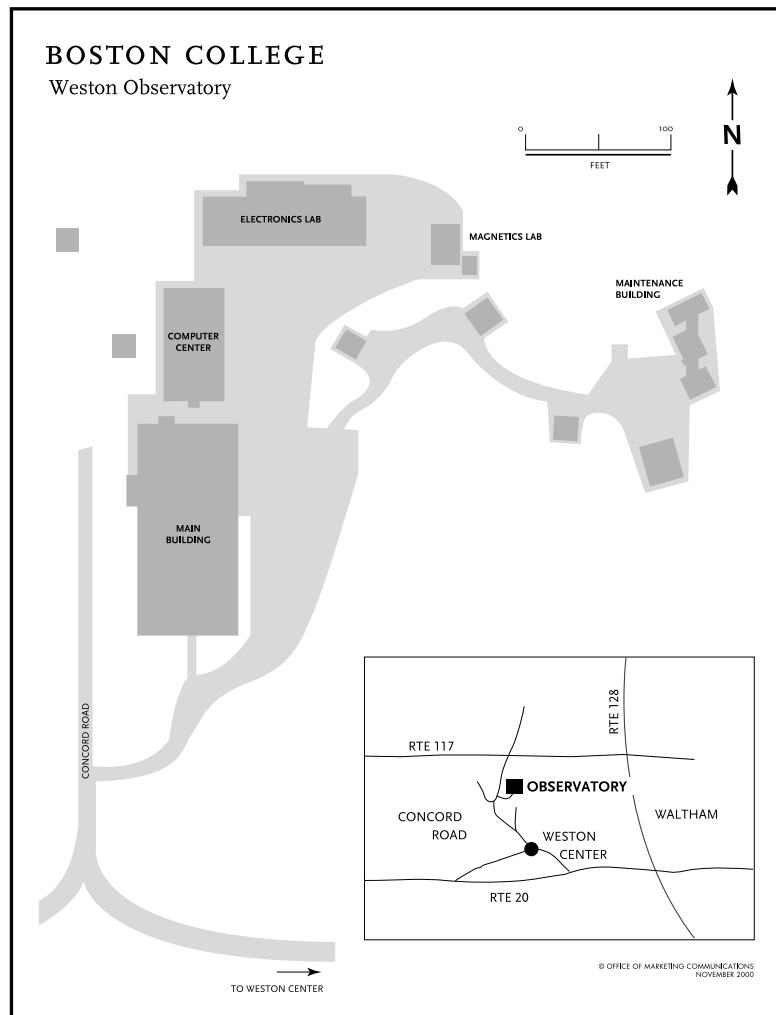 BOSTON COLLEGE
Weston Observatory
0 100
FEET
N
ELECTRONICS LAB
MAGNETICS LAB
MAINTENANCE
BUILDING
COMPUTER
CENTER
MAIN
BUILDING
CONCORD ROAD
RTE 128
RTE 117
OBSERVATORY
CONCORD
ROAD
WALTHAM
WESTON
CENTER
RTE 20
© OFFICE OF MARKETING COMMUNICATIONS
NOVEMBER 2000
TO WESTON CENTER